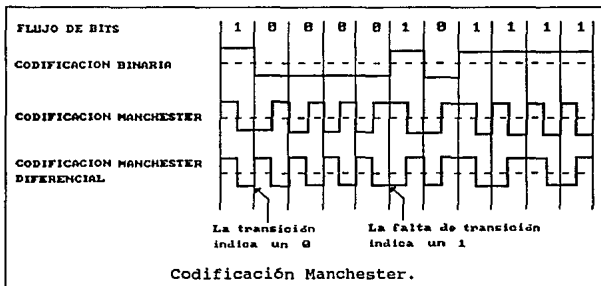 FLUJO DE BITS 1 0 0 0 0 1 0 1 1 1 1
CODIFICACION BINARIA
CODIFICACION MANCHESTER
CODIFICACION MANCHESTER
DIFERENCIAL
La transición
indica un 0
La falta de transición
indica un 1
Codificación Manchester.